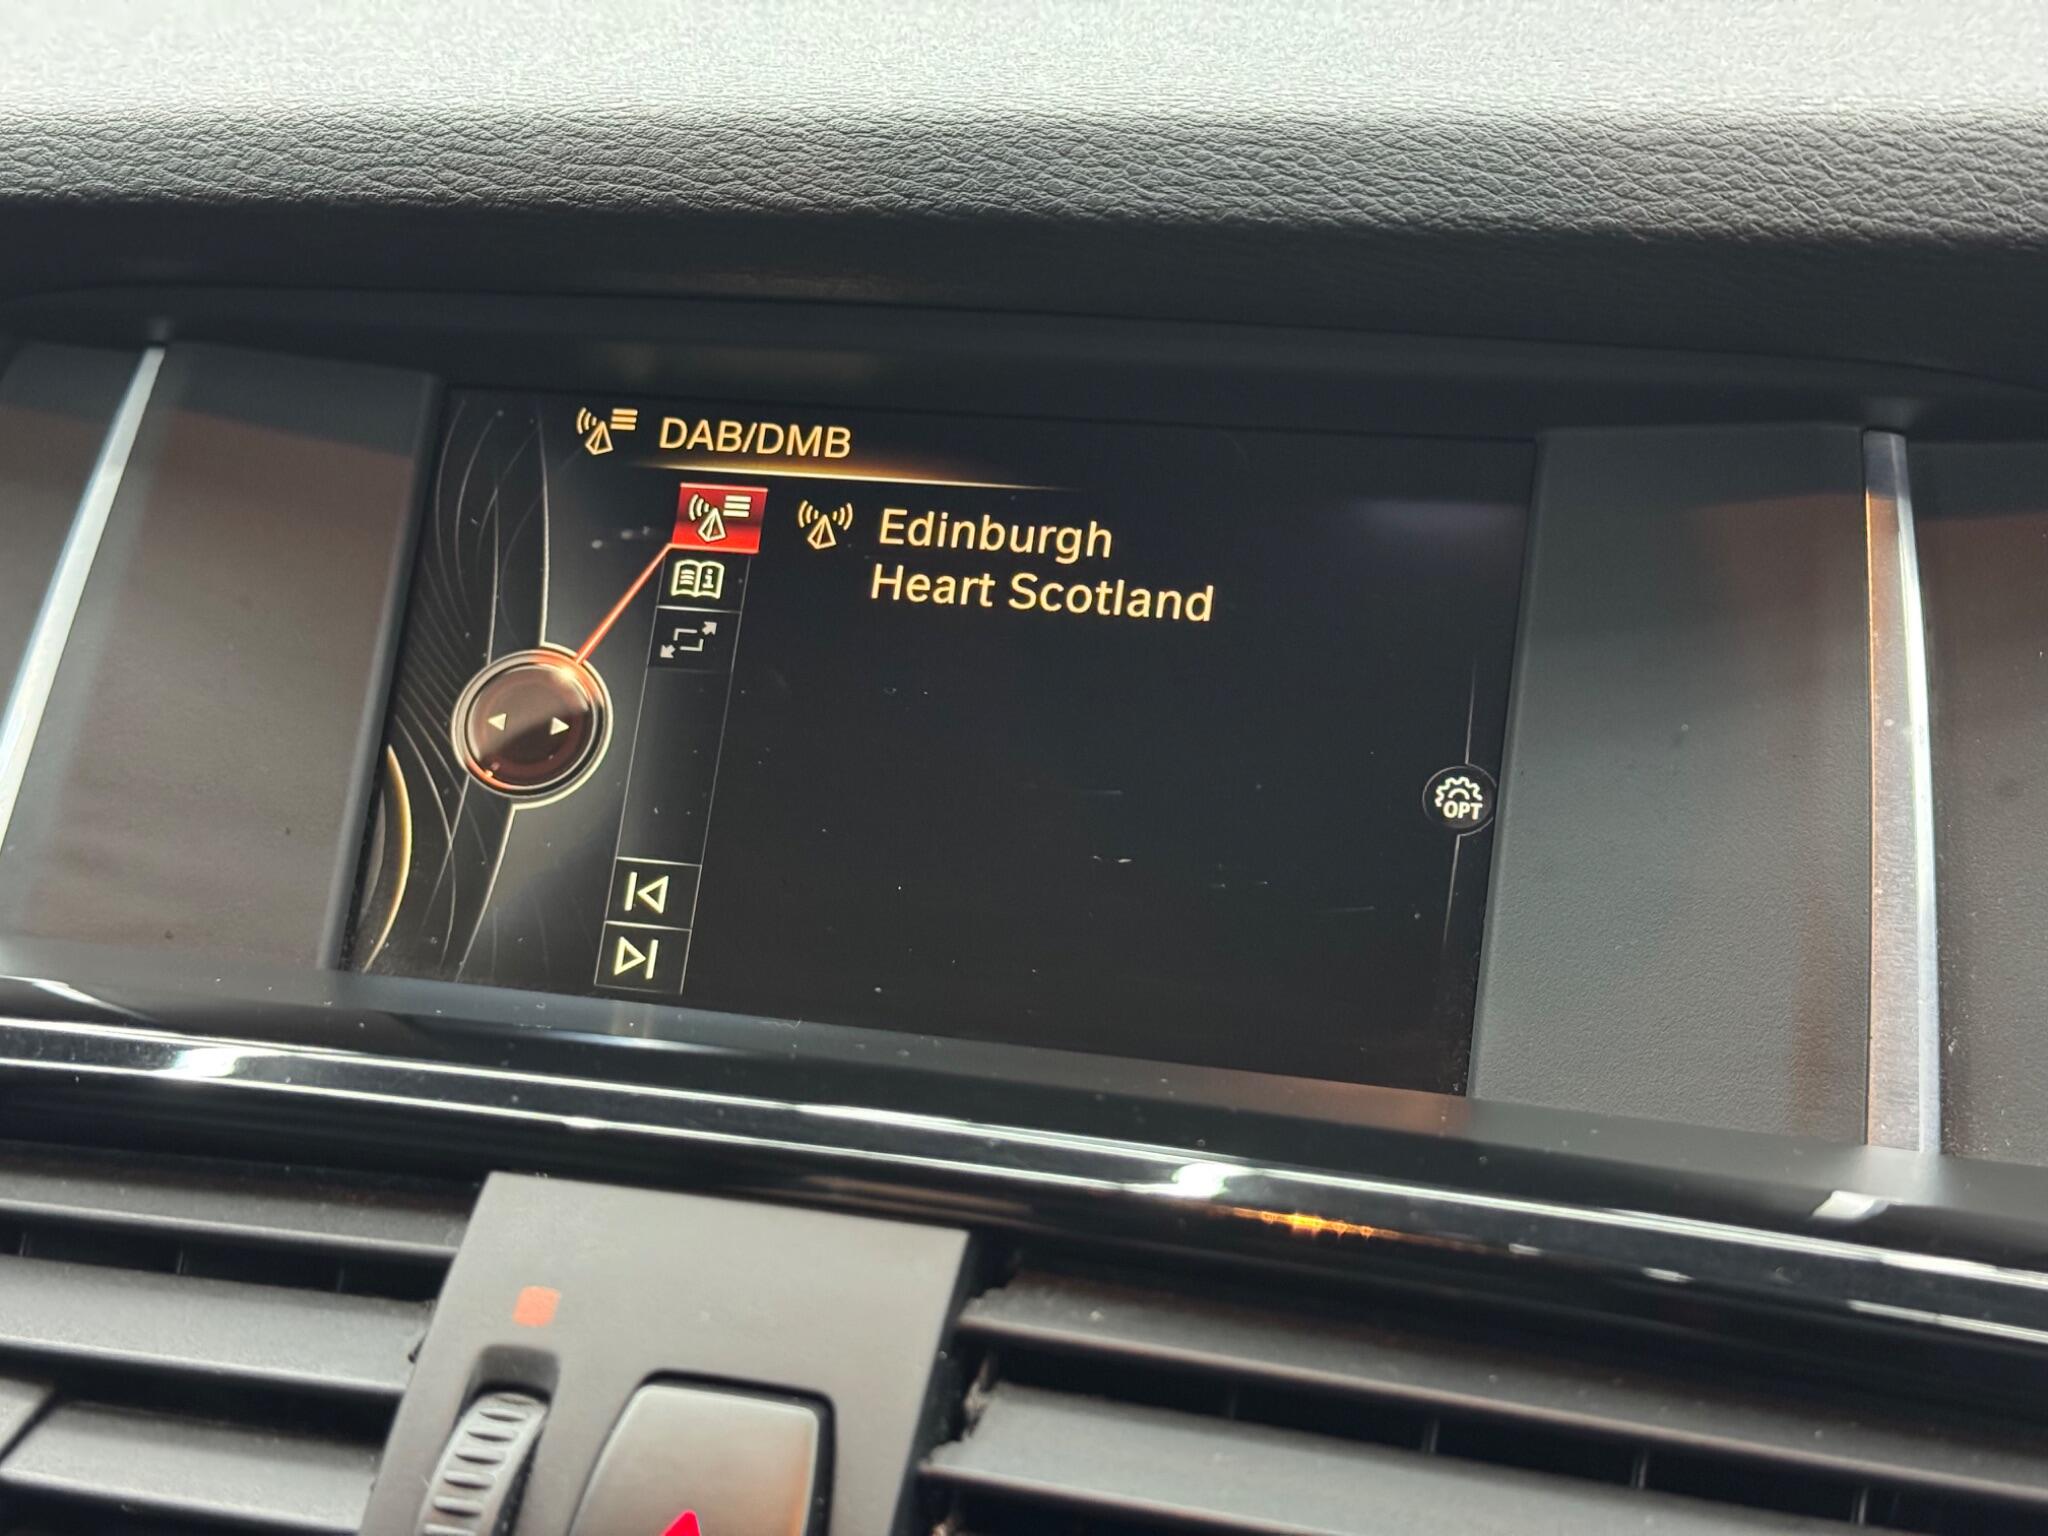 DAB/DMB
Edinburgh
Heart Scotland
OPT